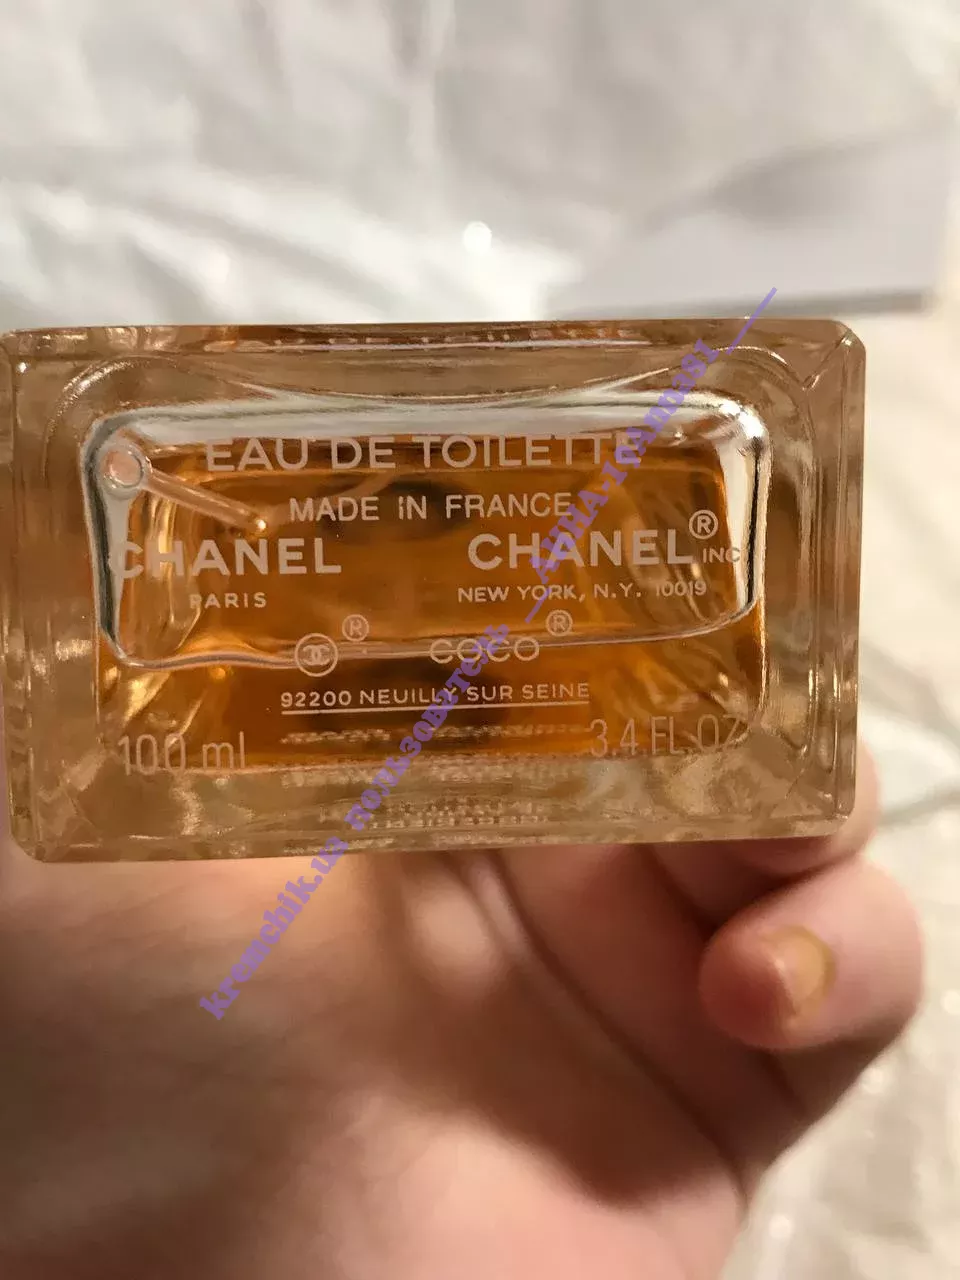 EAU DE TOILETTE
MADE IN FRANCE
CHANEL CHANEL® INC
PARIS NEW YORK, N.Y. 10019
® COCO®
92200 NEUILLY SUR SEINE
100 ml 3.4 FL.OZ
kremchik.ua користувач